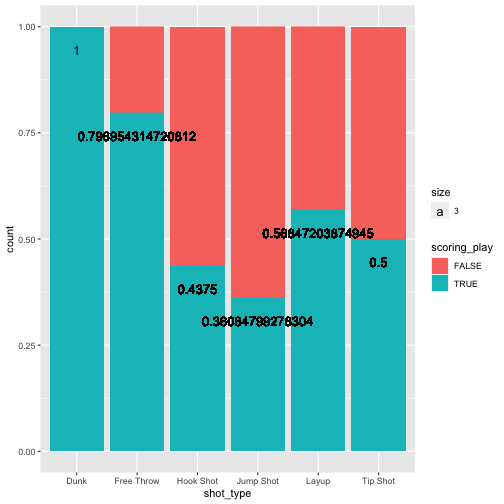 1.00
0.75
0.50
0.25
0.00
count
1
0.4375
0.5
Dunk Free Throw Hook Shot Jump Shot Layup Tip Shot
shot_type
size
a 3
scoring_play
FALSE
TRUE